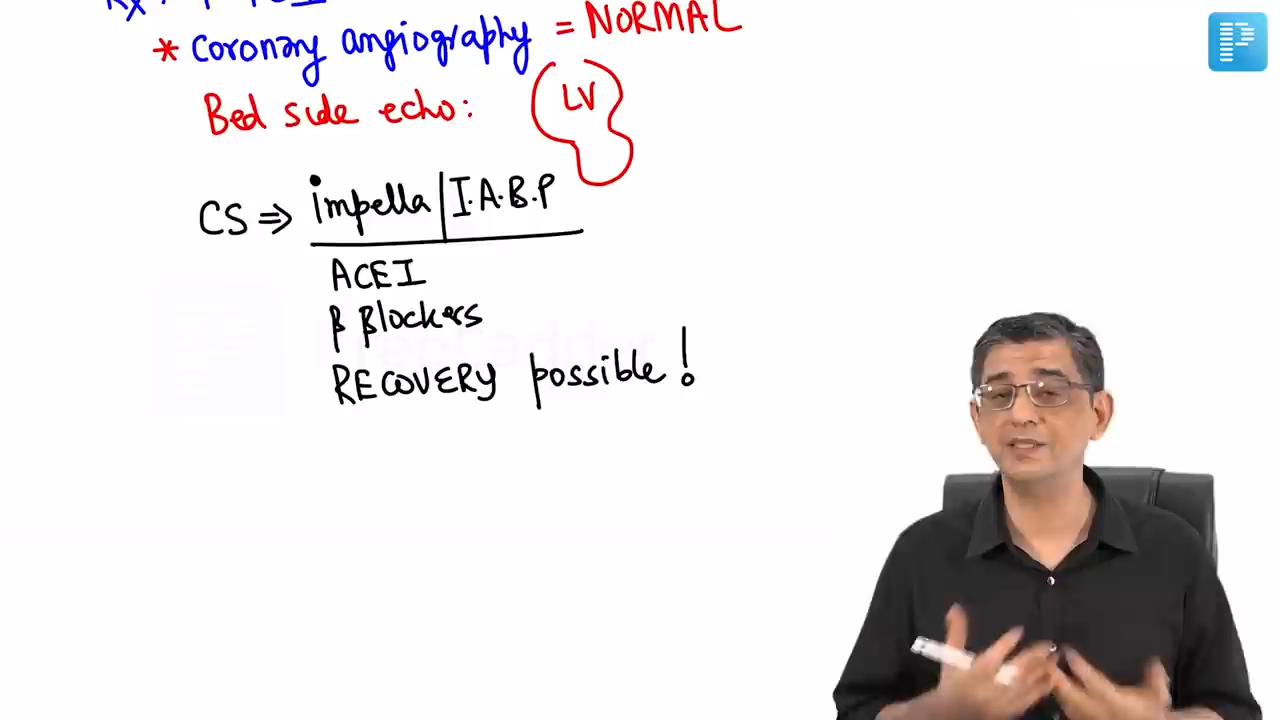 * Coronary angiography = NORMAL
Bed side echo: LV
CS ⇒ impella | I.A.B.P
ACEI
β Blockers
RECOVERY possible !